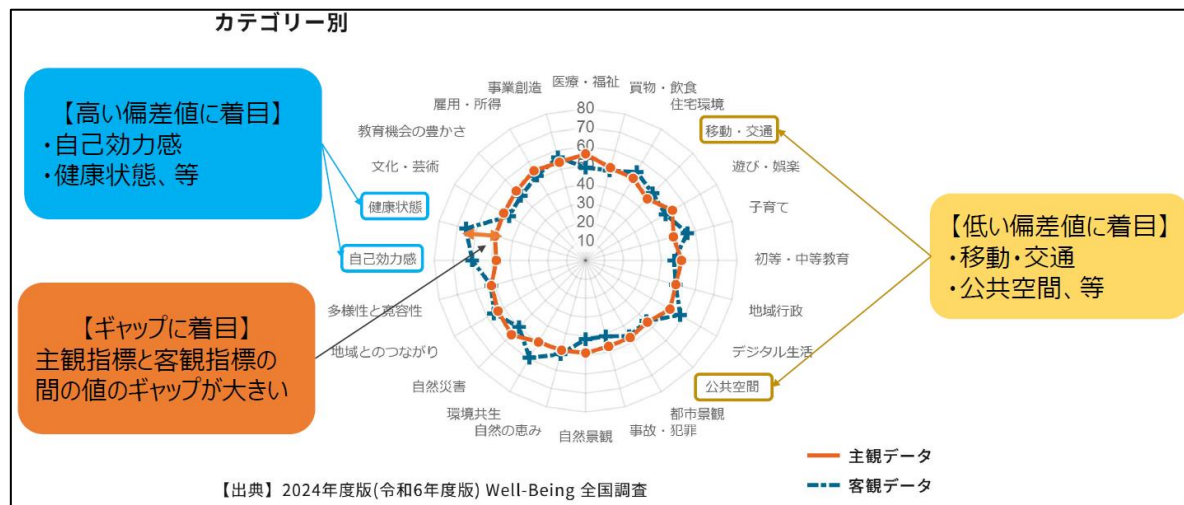 カテゴリー別
【高い偏差値に着目】
・自己効力感
・健康状態、等
【ギャップに着目】
主観指標と客観指標の
間の値のギャップが大きい
医療・福祉
買物・飲食
住宅環境
移動・交通
遊び・娯楽
子育て
初等・中等教育
地域行政
デジタル生活
公共空間
都市景観
事故・犯罪
自然景観
自然の恵み
環境共生
自然災害
地域とのつながり
多様性と寛容性
自己効力感
健康状態
文化・芸術
教育機会の豊かさ
雇用・所得
事業創造
80
70
60
50
40
30
20
10
【低い偏差値に着目】
・移動・交通
・公共空間、等
主観データ
客観データ
【出典】2024年度版(令和6年度版) Well-Being 全国調査